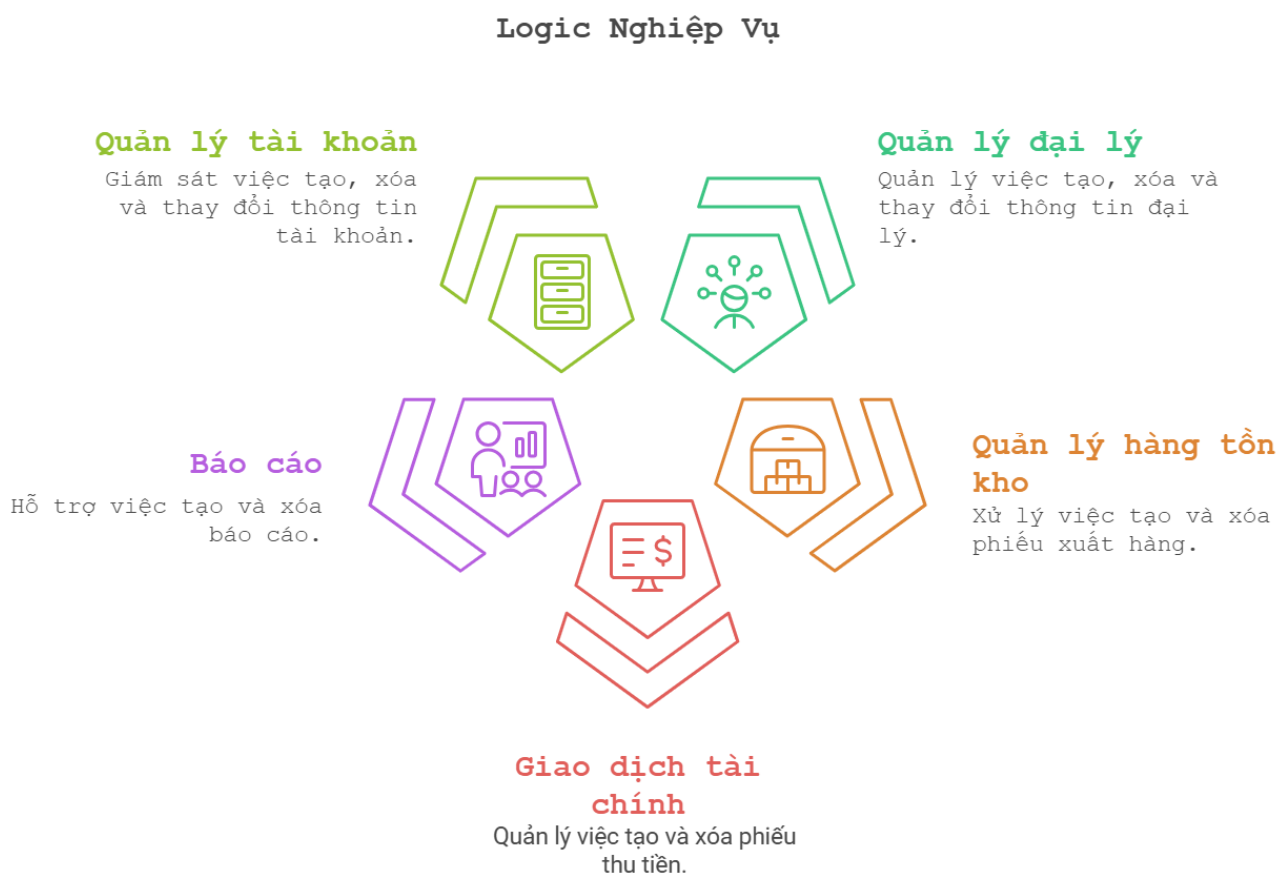 Logic Nghiệp Vụ
Quản lý tài khoản
Giám sát việc tạo, xóa
và thay đổi thông tin
tài khoản.
Quản lý đại lý
Quản lý việc tạo, xóa và
thay đổi thông tin đại
lý.
Báo cáo
Hỗ trợ việc tạo và xóa
báo cáo.
Quản lý hàng tồn
kho
Xử lý việc tạo và xóa
phiếu xuất hàng.
$
Giao dịch tài
chính
Quản lý việc tạo và xóa phiếu
thu tiền.